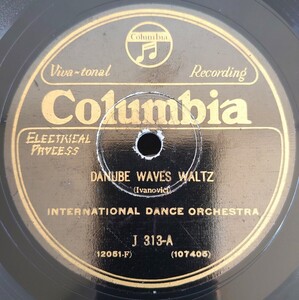 Columbia
Viva-tonal Recording
Columbia
ELECTRICAL
PROCESS
DANUBE WAVES WALTZ
(Ivanovici)
INTERNATIONAL DANCE ORCHESTRA
J 313-A
(12051-F) (107405)